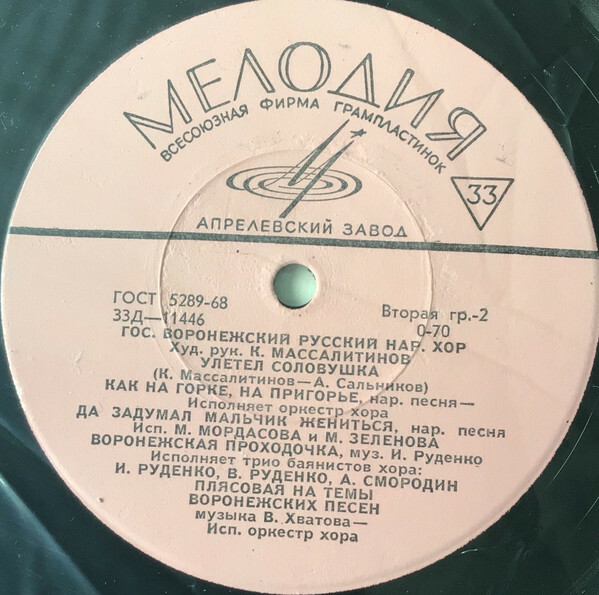 МЕЛОДИЯ
ВСЕСОЮЗНАЯ ФИРМА ГРАМПЛАСТИНОК
33
АПРЕЛЕВСКИЙ ЗАВОД
ГОСТ 5289-68
Вторая гр.-2
33Д—11446
0-70
ГОС. ВОРОНЕЖСКИЙ РУССКИЙ НАР. ХОР
Худ. рук. К. МАССАЛИТИНОВ
УЛЕТЕЛ СОЛОВУШКА
(К. Массалитинов—А. Сальников)
КАК НА ГОРКЕ, НА ПРИГОРЬЕ, нар. песня—
Исполняет оркестр хора
ДА ЗАДУМАЛ МАЛЬЧИК ЖЕНИТЬСЯ, нар. песня
Исп. М. МОРДАСОВА и М. ЗЕЛЕНОВА
ВОРОНЕЖСКАЯ ПРОХОДОЧКА, муз. И. Руденко
Исполняет трио баянистов хора:
И. РУДЕНКО, В. РУДЕНКО, А. СМОРОДИН
ПЛЯСОВАЯ НА ТЕМЫ
ВОРОНЕЖСКИХ ПЕСЕН
музыка В. Хватова—
Исп. оркестр хора